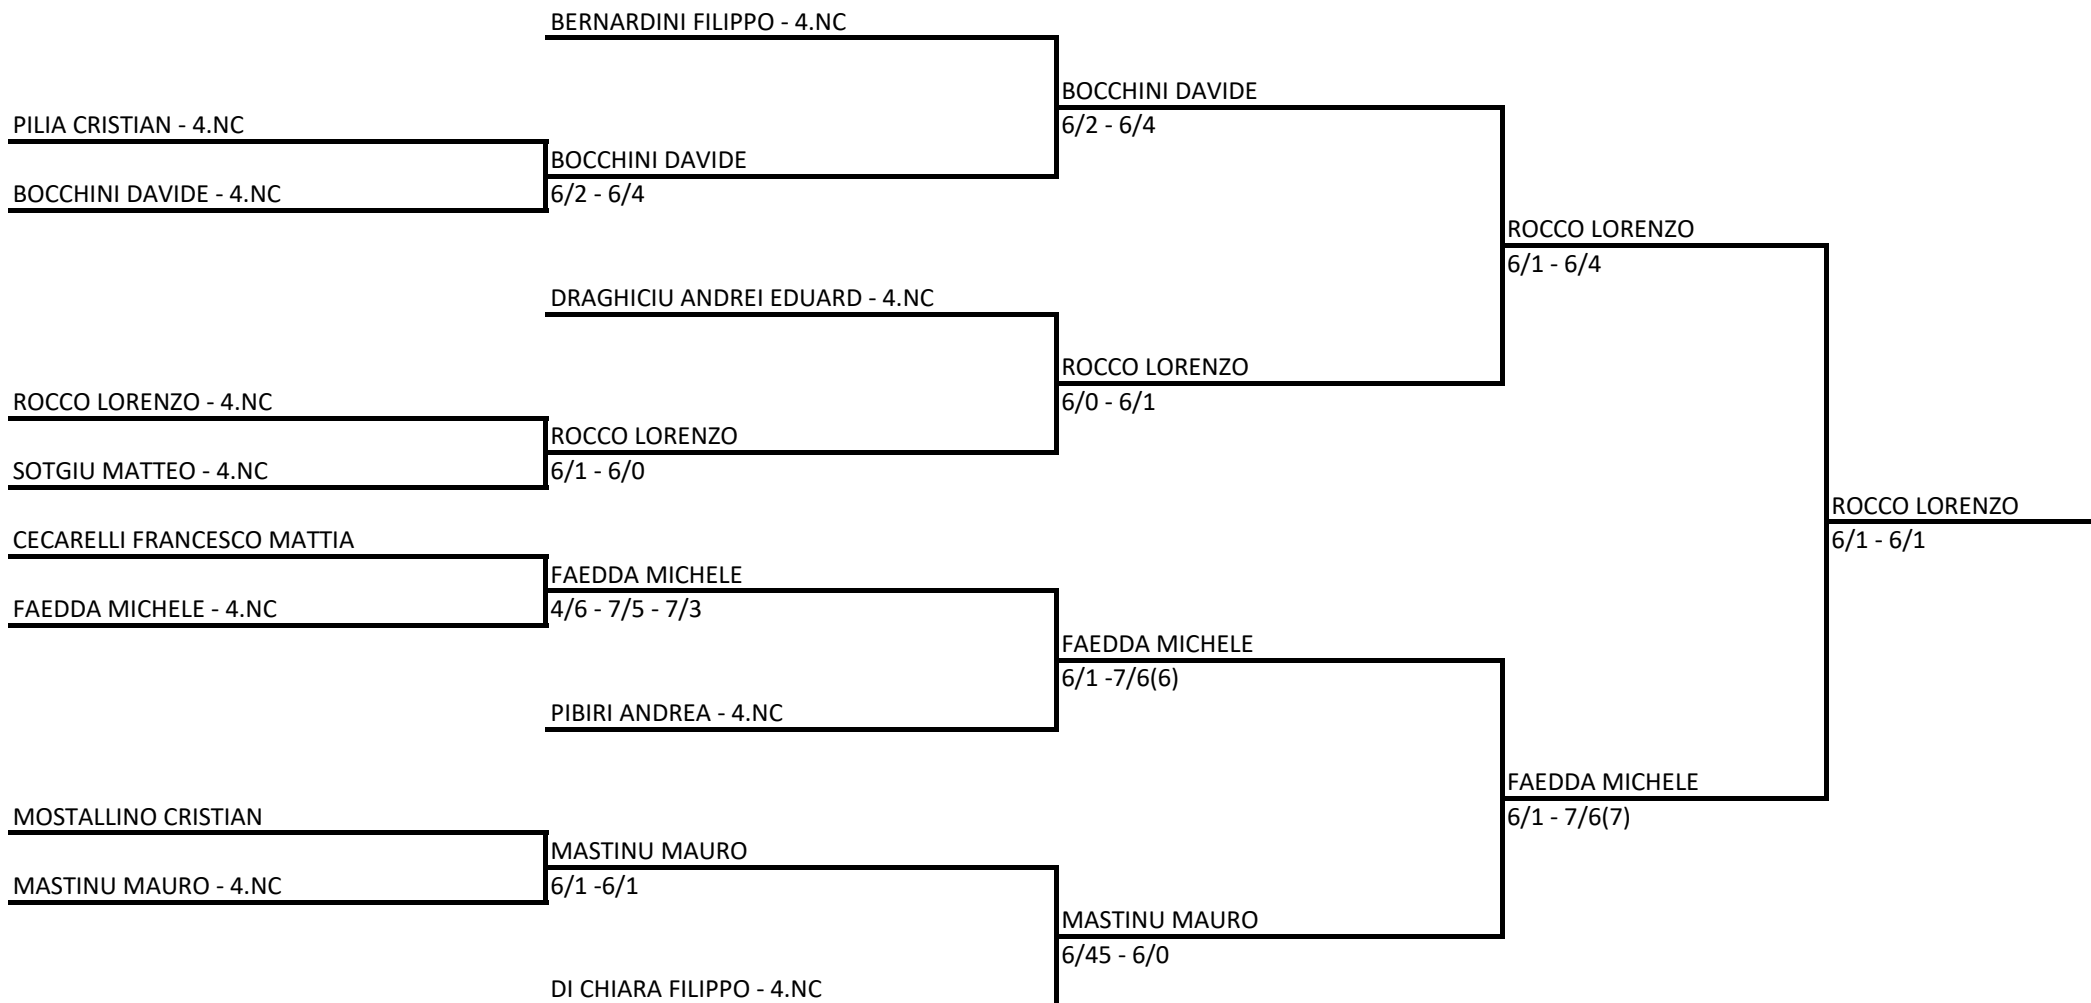 BERNARDINI FILIPPO - 4.NC
BOCCHINI DAVIDE
6/2 - 6/4
PILIA CRISTIAN - 4.NC
BOCCHINI DAVIDE
6/2 - 6/4
BOCCHINI DAVIDE - 4.NC
ROCCO LORENZO
6/1 - 6/4
DRAGHICIU ANDREI EDUARD - 4.NC
ROCCO LORENZO
6/0 - 6/1
ROCCO LORENZO - 4.NC
ROCCO LORENZO
6/1 - 6/0
SOTGIU MATTEO - 4.NC
ROCCO LORENZO
6/1 - 6/1
CECARELLI FRANCESCO MATTIA
FAEDDA MICHELE
4/6 - 7/5 - 7/3
FAEDDA MICHELE - 4.NC
FAEDDA MICHELE
6/1 -7/6(6)
PIBIRI ANDREA - 4.NC
FAEDDA MICHELE
6/1 - 7/6(7)
MOSTALLINO CRISTIAN
MASTINU MAURO
6/1 -6/1
MASTINU MAURO - 4.NC
MASTINU MAURO
6/45 - 6/0
DI CHIARA FILIPPO - 4.NC